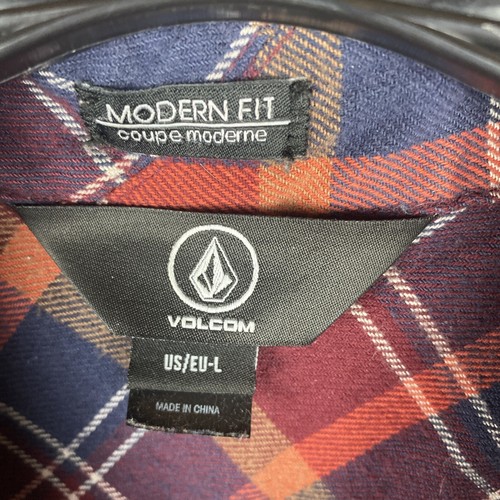 MODERN FIT
coupe moderne
VOLCOM
US/EU-L
MADE IN CHINA